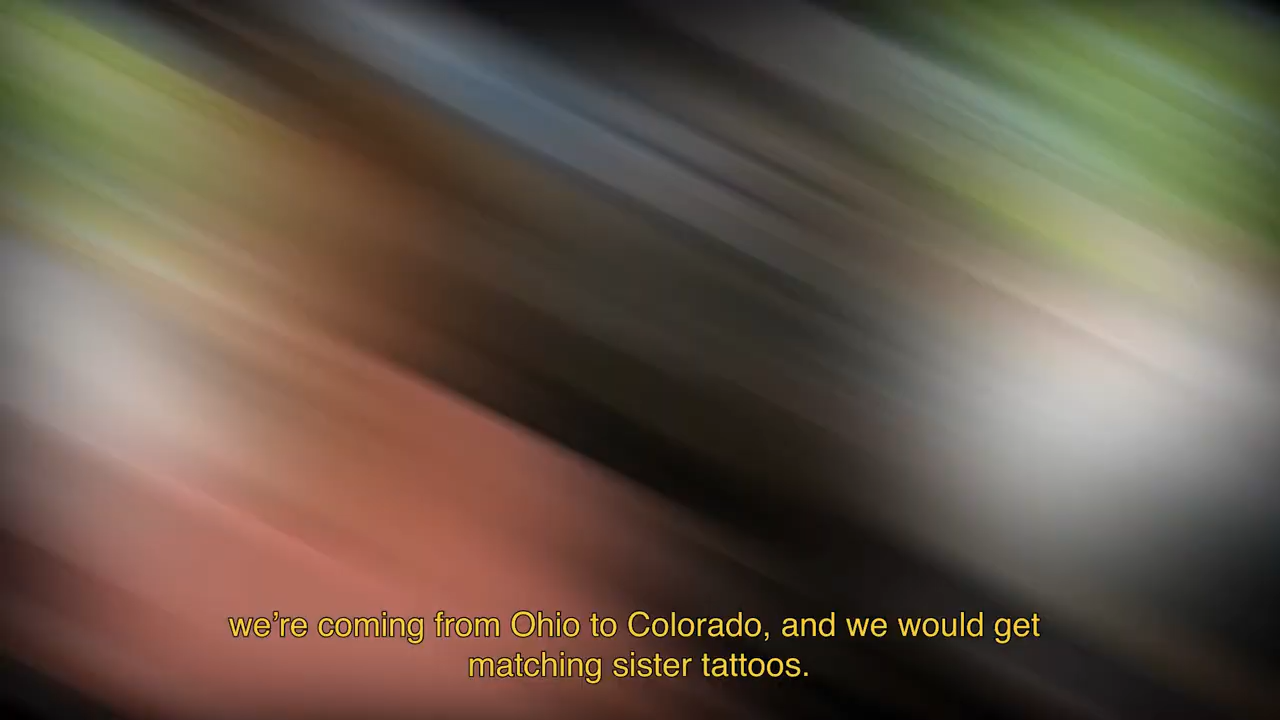 we’re coming from Ohio to Colorado, and we would get
matching sister tattoos.